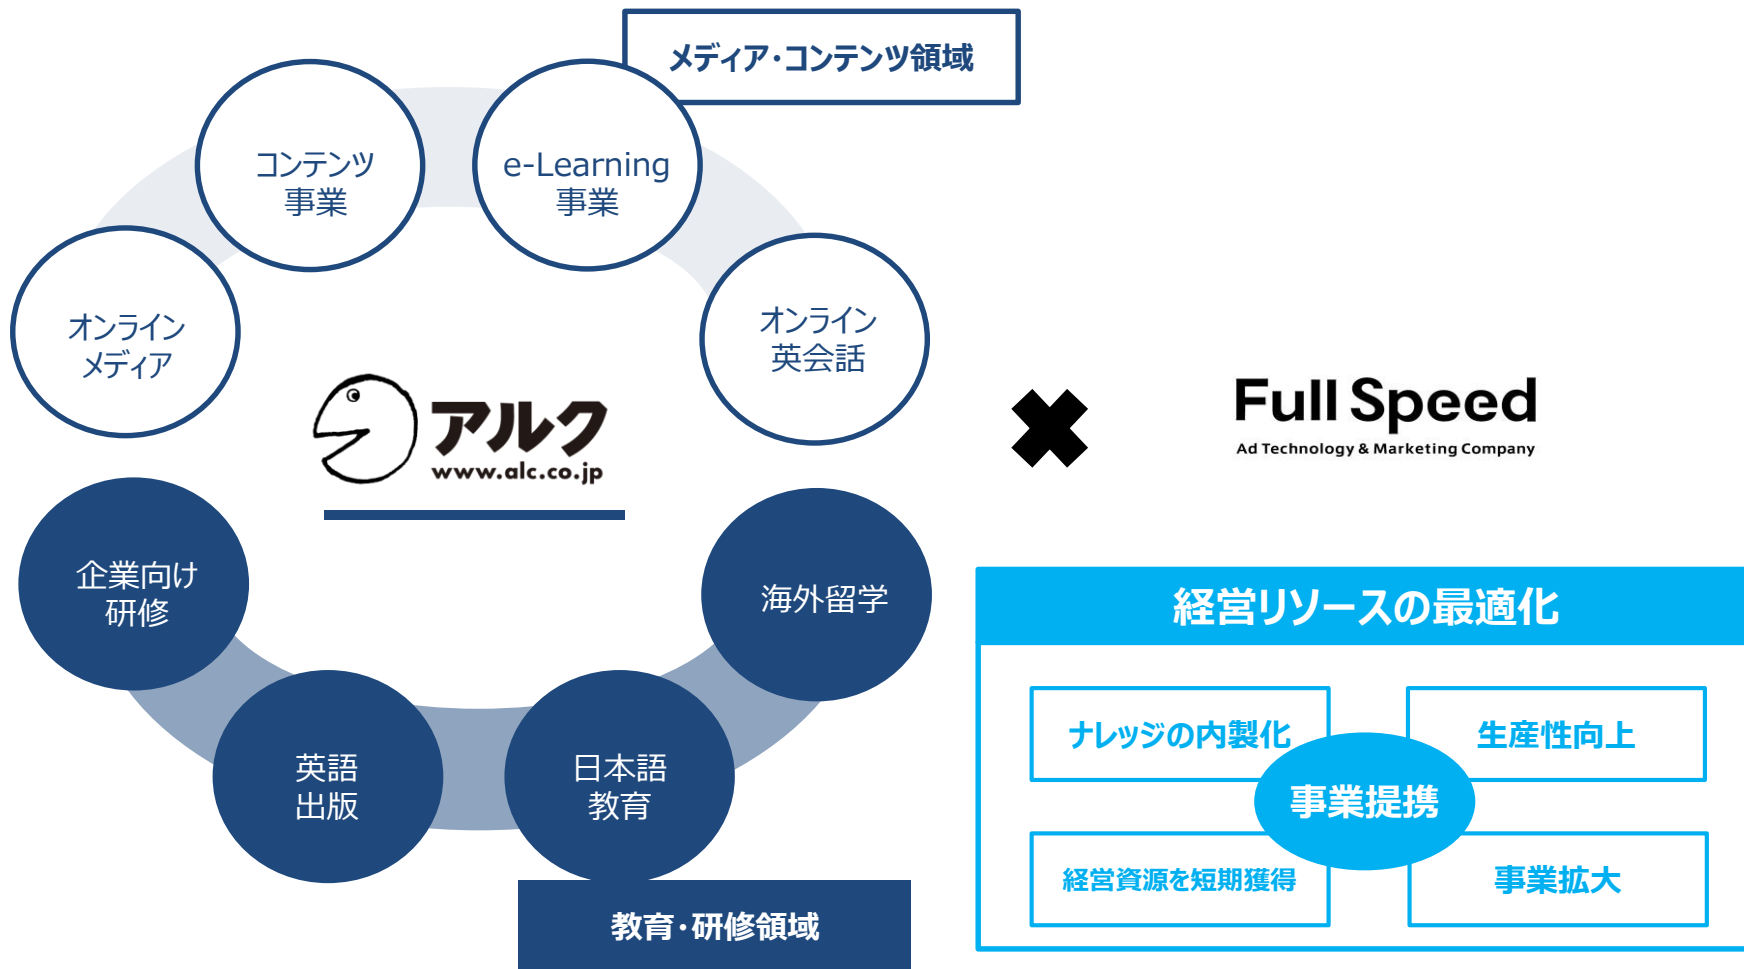 メディア・コンテンツ領域
コンテンツ
事業
e-Learning
事業
オンライン
メディア
オンライン
英会話
アルク
www.alc.co.jp
Full Speed
Ad Technology & Marketing Company
企業向け
研修
海外留学
英語
出版
日本語
教育
教育・研修領域
経営リソースの最適化
ナレッジの内製化
生産性向上
事業提携
経営資源を短期獲得
事業拡大